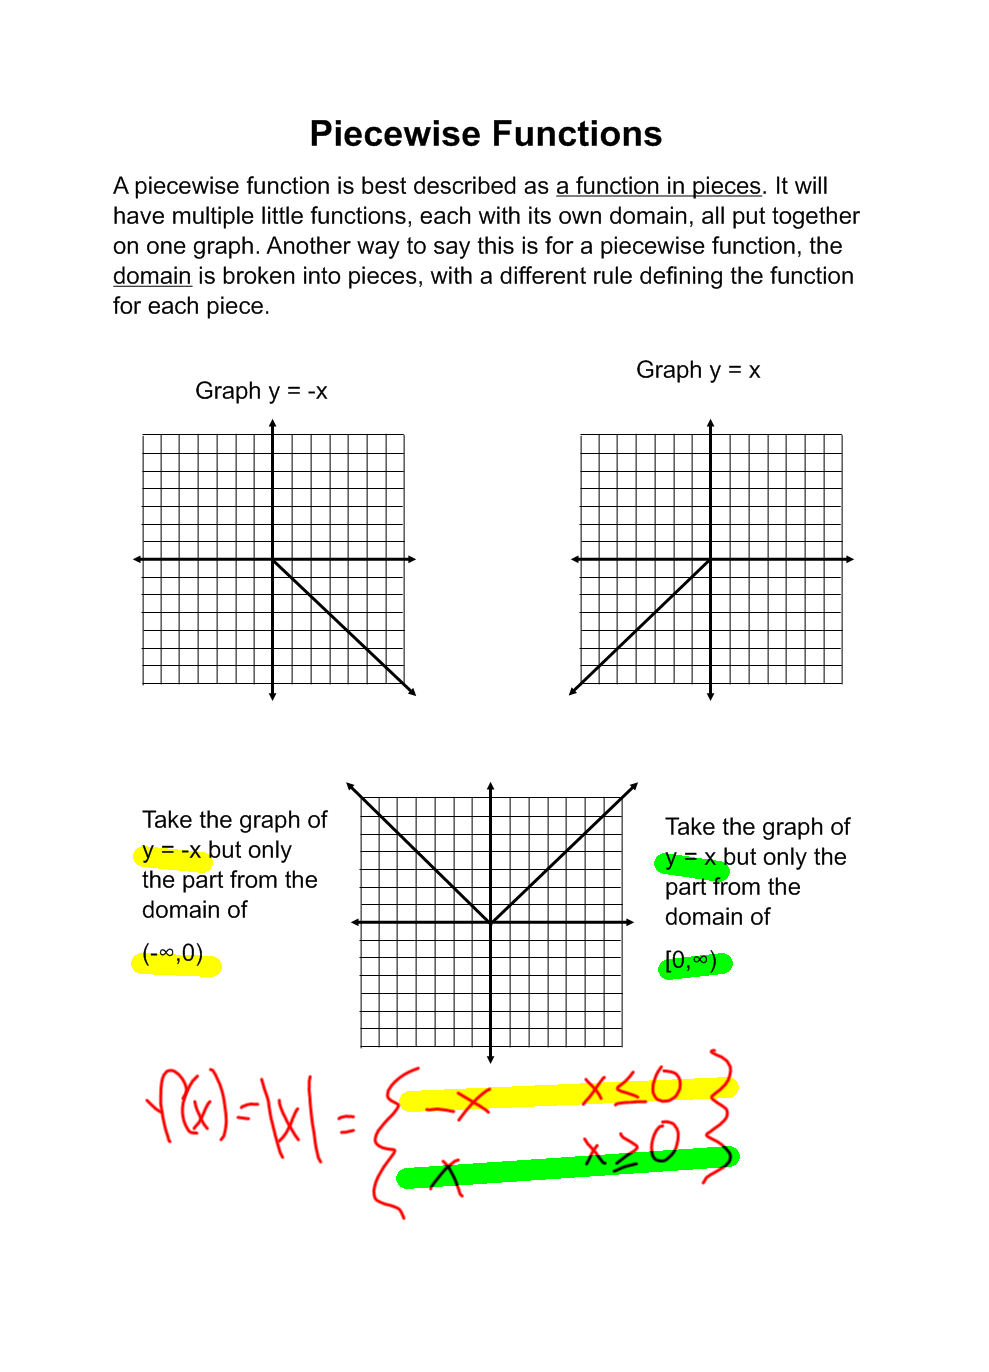 Piecewise Functions
A piecewise function is best described as a function in pieces. It will
have multiple little functions, each with its own domain, all put together
on one graph. Another way to say this is for a piecewise function, the
domain is broken into pieces, with a different rule defining the function
for each piece.
Graph y = -x
Graph y = x
Take the graph of
y = -x but only
the part from the
domain of
(-∞,0)
Take the graph of
y = x but only the
part from the
domain of
[0,∞)
f(x) = |x| = { -x x ≤ 0 }
x x ≥ 0